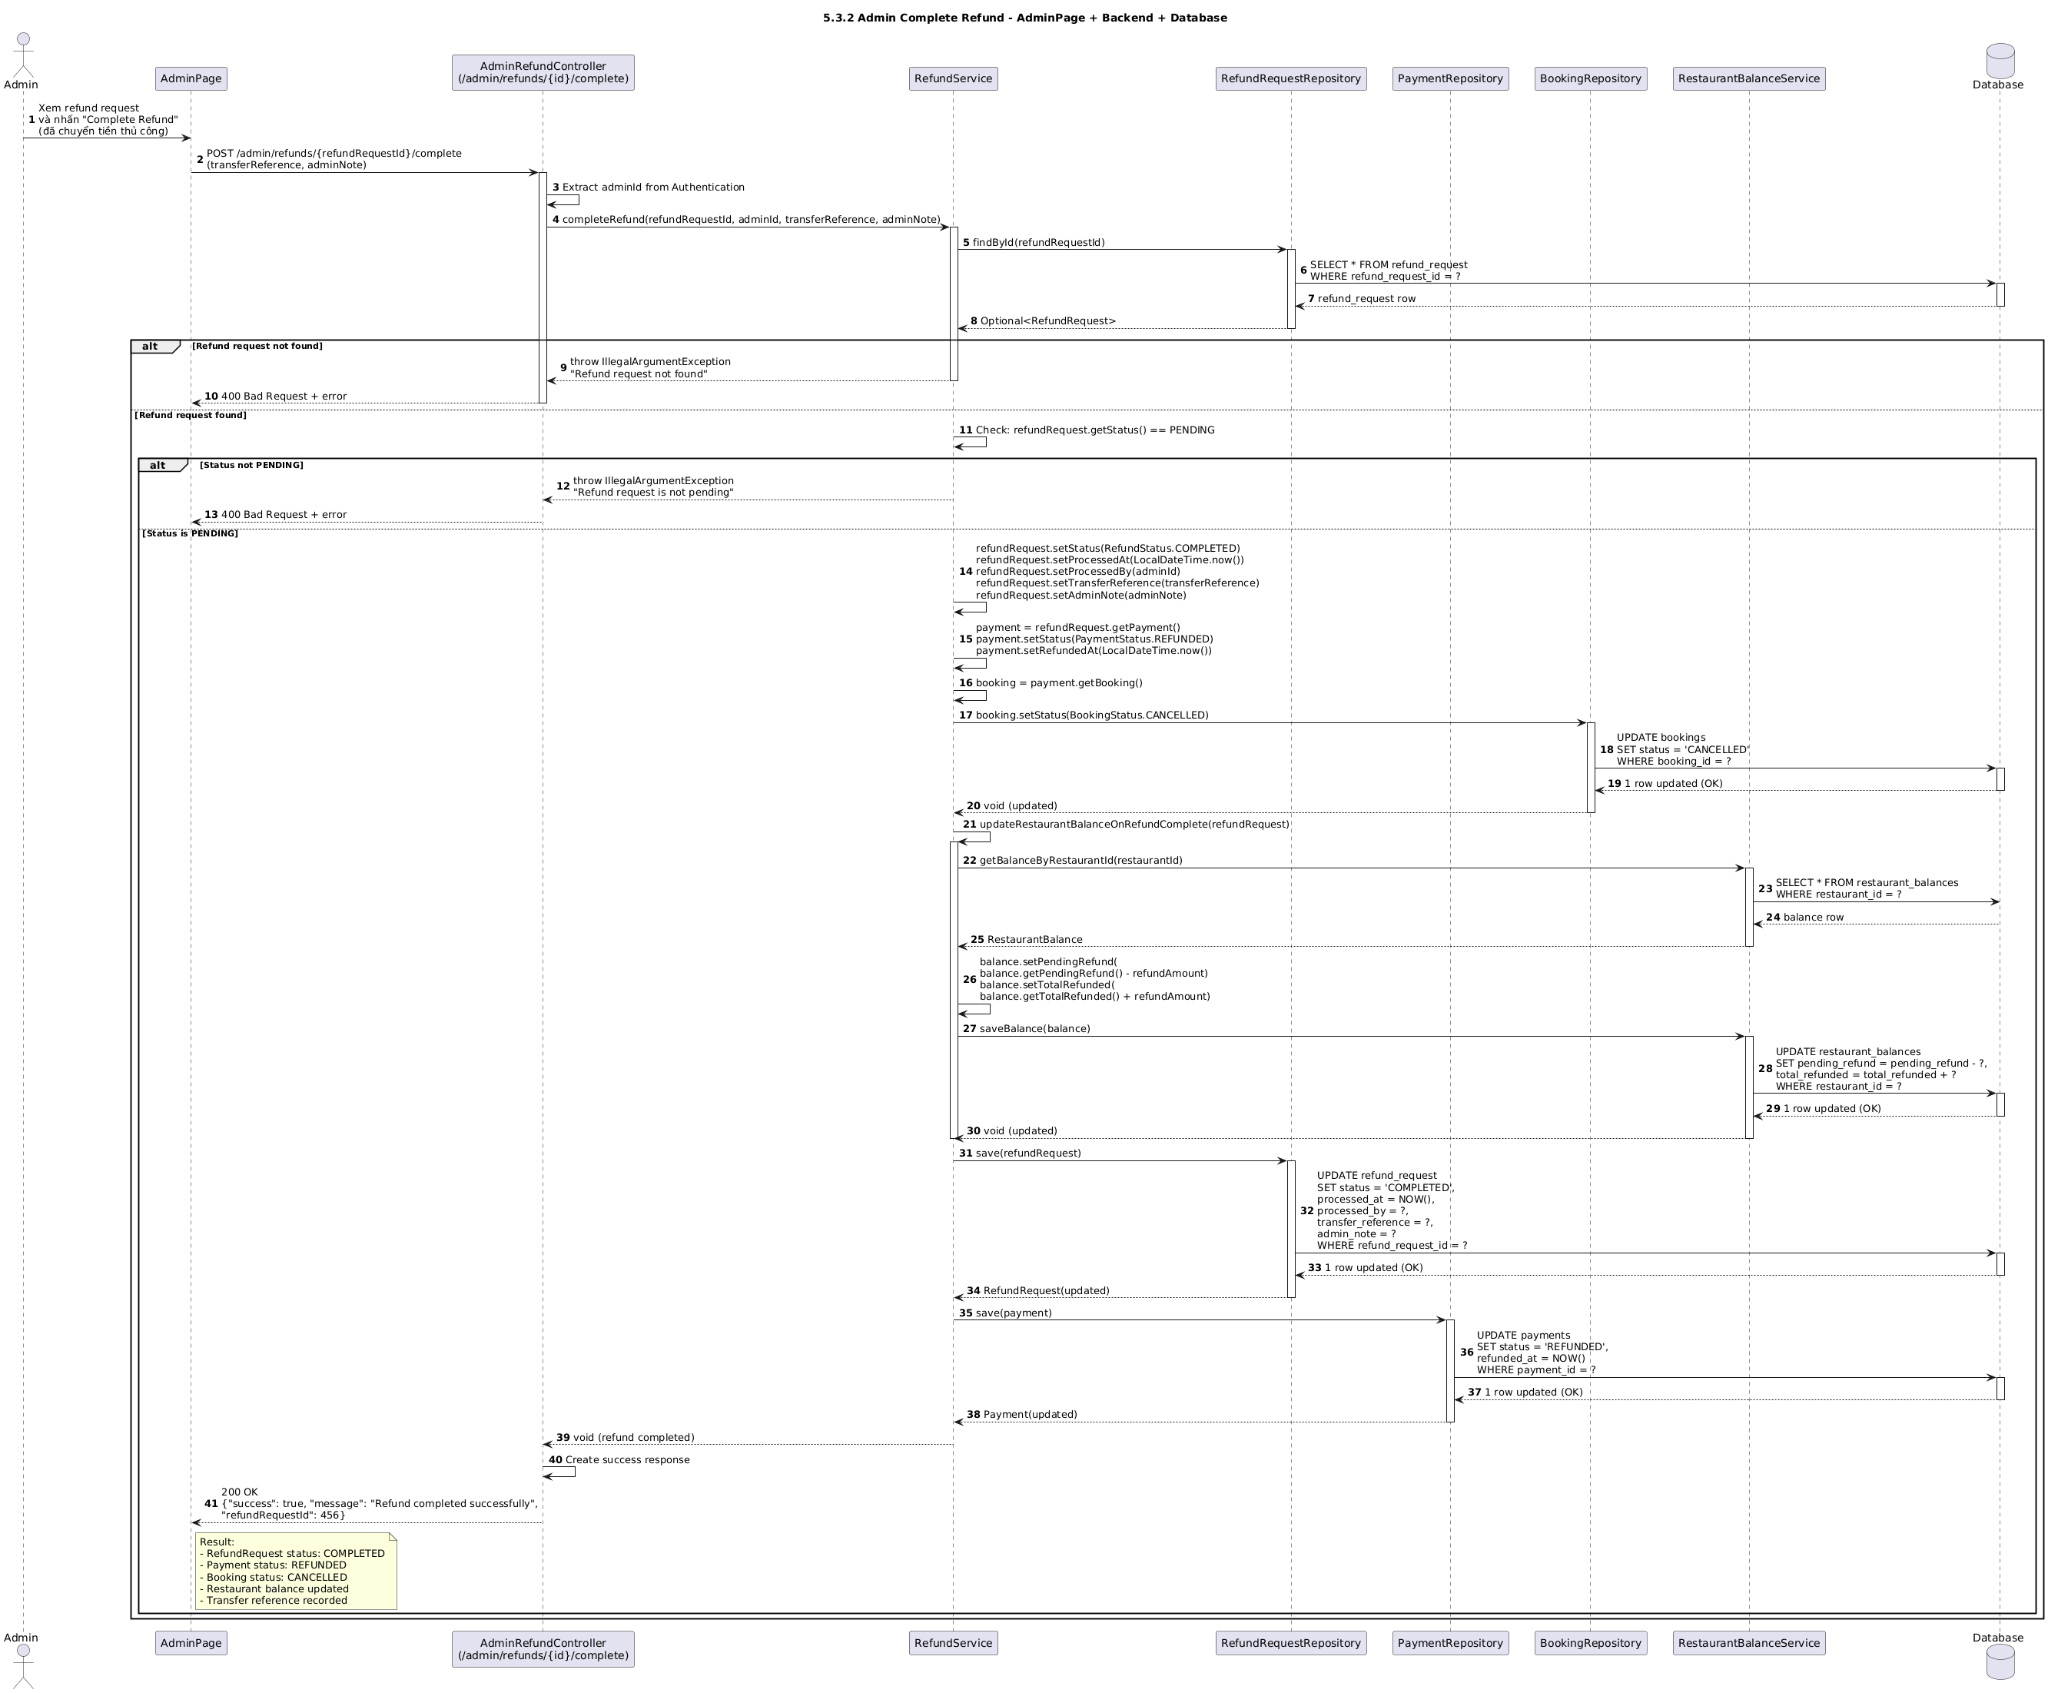 5.3.2 Admin Complete Refund - AdminPage + Backend + Database
Admin
AdminPage
AdminRefundController
(/admin/refunds/{id}/complete)
RefundService
RefundRequestRepository
PaymentRepository
BookingRepository
RestaurantBalanceService
Database
1 Xem refund request
và nhấn "Complete Refund"
(đã chuyển tiền thủ công)
2 POST /admin/refunds/{refundRequestId}/complete
(transferReference, adminNote)
3 Extract adminId from Authentication
4 completeRefund(refundRequestId, adminId, transferReference, adminNote)
5 findById(refundRequestId)
6 SELECT * FROM refund_request
WHERE refund_request_id = ?
7 refund_request row
8 Optional<RefundRequest>
alt [Refund request not found]
9 throw IllegalArgumentException
"Refund request not found"
10 400 Bad Request + error
[Refund request found]
11 Check: refundRequest.getStatus() == PENDING
alt [Status not PENDING]
12 throw IllegalArgumentException
"Refund request is not pending"
13 400 Bad Request + error
[Status is PENDING]
14 refundRequest.setStatus(RefundStatus.COMPLETED)
refundRequest.setProcessedAt(LocalDateTime.now())
refundRequest.setProcessedBy(adminId)
refundRequest.setTransferReference(transferReference)
refundRequest.setAdminNote(adminNote)
15 payment = refundRequest.getPayment()
payment.setStatus(PaymentStatus.REFUNDED)
payment.setRefundedAt(LocalDateTime.now())
16 booking = payment.getBooking()
17 booking.setStatus(BookingStatus.CANCELLED)
18 UPDATE bookings
SET status = 'CANCELLED'
WHERE booking_id = ?
19 1 row updated (OK)
20 void (updated)
21 updateRestaurantBalanceOnRefundComplete(refundRequest)
22 getBalanceByRestaurantId(restaurantId)
23 SELECT * FROM restaurant_balances
WHERE restaurant_id = ?
24 balance row
25 RestaurantBalance
26 balance.setPendingRefund(
balance.getPendingRefund() - refundAmount)
balance.setTotalRefunded(
balance.getTotalRefunded() + refundAmount)
27 saveBalance(balance)
28 UPDATE restaurant_balances
SET pending_refund = pending_refund - ?,
total_refunded = total_refunded + ?
WHERE restaurant_id = ?
29 1 row updated (OK)
30 void (updated)
31 save(refundRequest)
32 UPDATE refund_request
SET status = 'COMPLETED',
processed_at = NOW(),
processed_by = ?,
transfer_reference = ?,
admin_note = ?
WHERE refund_request_id = ?
33 1 row updated (OK)
34 RefundRequest(updated)
35 save(payment)
36 UPDATE payments
SET status = 'REFUNDED',
refunded_at = NOW()
WHERE payment_id = ?
37 1 row updated (OK)
38 Payment(updated)
39 void (refund completed)
40 Create success response
41 200 OK
{"success": true, "message": "Refund completed successfully",
"refundRequestId": 456}
Result:
- RefundRequest status: COMPLETED
- Payment status: REFUNDED
- Booking status: CANCELLED
- Restaurant balance updated
- Transfer reference recorded
Admin
AdminPage
AdminRefundController
(/admin/refunds/{id}/complete)
RefundService
RefundRequestRepository
PaymentRepository
BookingRepository
RestaurantBalanceService
Database